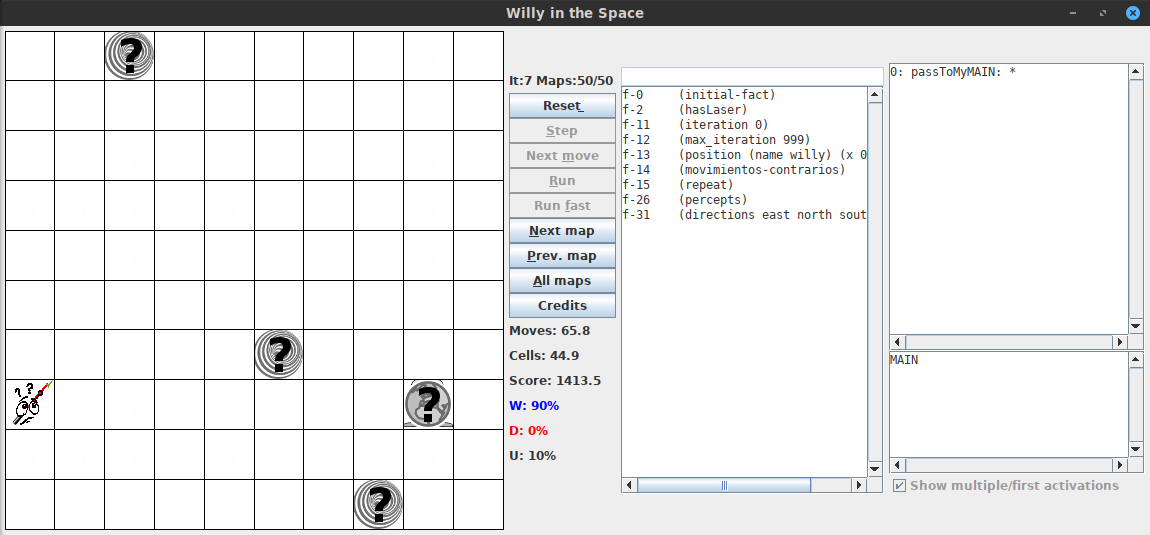 Willy in the Space
?
It:7 Maps:50/50
Reset
Step
Next move
Run
Run fast
Next map
Prev. map
All maps
Credits
Moves: 65.8
Cells: 44.9
Score: 1413.5
W: 90%
D: 0%
U: 10%
?
? ?
?
?
f-0 (initial-fact)
f-2 (hasLaser)
f-11 (iteration 0)
f-12 (max_iteration 999)
f-13 (position (name willy) (x 0
f-14 (movimientos-contrarios)
f-15 (repeat)
f-26 (percepts)
f-31 (directions east north sout
0: passToMyMAIN: *
MAIN
Show multiple/first activations